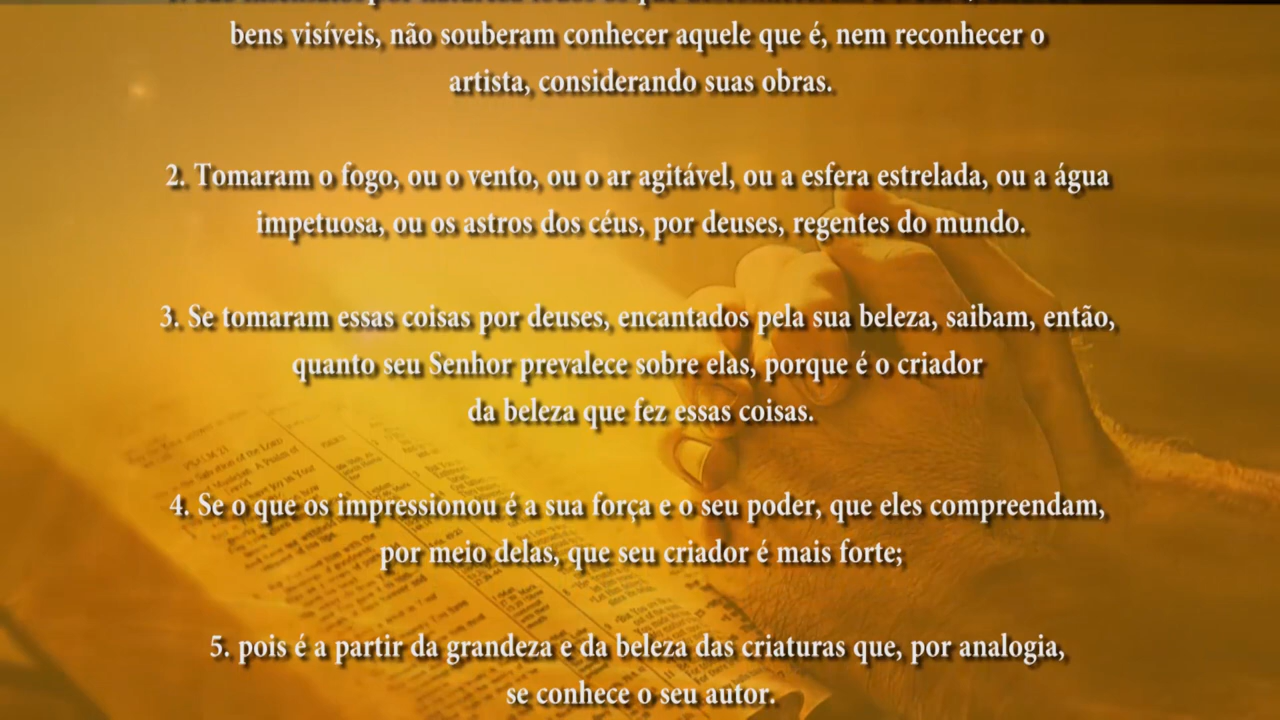 bens visíveis, não souberam conhecer aquele que é, nem reconhecer o
artista, considerando suas obras.
2. Tomaram o fogo, ou o vento, ou o ar agitável, ou a esfera estrelada, ou a água
impetuosa, ou os astros dos céus, por deuses, regentes do mundo.
3. Se tomaram essas coisas por deuses, encantados pela sua beleza, saibam, então,
quanto seu Senhor prevalece sobre elas, porque é o criador
da beleza que fez essas coisas.
4. Se o que os impressionou é a sua força e o seu poder, que eles compreendam,
por meio delas, que seu criador é mais forte;
5. pois é a partir da grandeza e da beleza das criaturas que, por analogia,
se conhece o seu autor.
PSALM 23